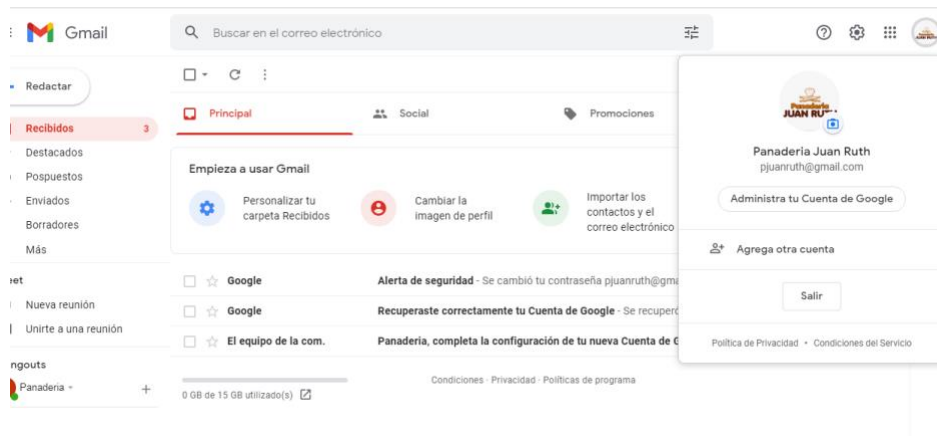 Gmail
Buscar en el correo electrónico
Redactar
Recibidos 3
Destacados
Pospuestos
Enviados
Borradores
Más
Nueva reunión
Unirte a una reunión
Panaderia
Principal
Social
Promociones
Empieza a usar Gmail
Personalizar tu
carpeta Recibidos
Cambiar la
imagen de perfil
Importar los
contactos y el
correo electrónico
Google Alerta de seguridad - Se cambió tu contraseña pjuanruth@gma
Google Recuperaste correctamente tu Cuenta de Google - Se recuperó
El equipo de la com. Panaderia, completa la configuración de tu nueva Cuenta de G
0 GB de 15 GB utilizado(s)
Condiciones · Privacidad · Políticas de programa
Panaderia
JUAN RU
Panaderia Juan Ruth
pjuanruth@gmail.com
Administra tu Cuenta de Google
Agrega otra cuenta
Salir
Política de Privacidad • Condiciones del Servicio